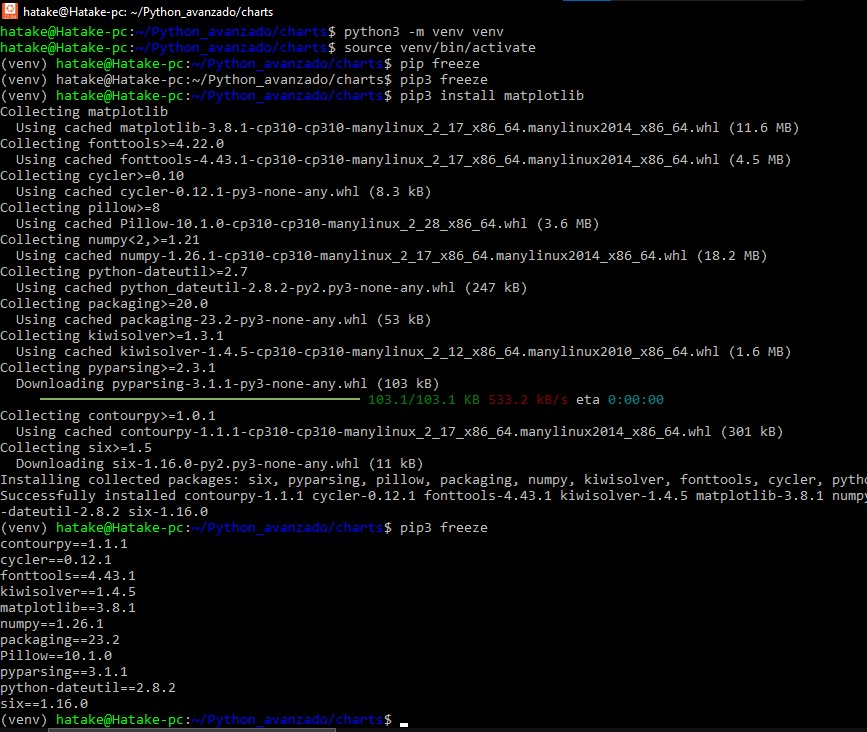 hatake@Hatake-pc: ~/Python_avanzado/charts
hatake@Hatake-pc:~/Python_avanzado/charts$ python3 -m venv venv
hatake@Hatake-pc:~/Python_avanzado/charts$ source venv/bin/activate
(venv) hatake@Hatake-pc:~/Python_avanzado/charts$ pip freeze
(venv) hatake@Hatake-pc:~/Python_avanzado/charts$ pip3 freeze
(venv) hatake@Hatake-pc:~/Python_avanzado/charts$ pip3 install matplotlib
Collecting matplotlib
  Using cached matplotlib-3.8.1-cp310-cp310-manylinux_2_17_x86_64.manylinux2014_x86_64.whl (11.6 MB)
Collecting fonttools>=4.22.0
  Using cached fonttools-4.43.1-cp310-cp310-manylinux_2_17_x86_64.manylinux2014_x86_64.whl (4.5 MB)
Collecting cycler>=0.10
  Using cached cycler-0.12.1-py3-none-any.whl (8.3 kB)
Collecting pillow>=8
  Using cached Pillow-10.1.0-cp310-cp310-manylinux_2_28_x86_64.whl (3.6 MB)
Collecting numpy<2,>=1.21
  Using cached numpy-1.26.1-cp310-cp310-manylinux_2_17_x86_64.manylinux2014_x86_64.whl (18.2 MB)
Collecting python-dateutil>=2.7
  Using cached python_dateutil-2.8.2-py2.py3-none-any.whl (247 kB)
Collecting packaging>=20.0
  Using cached packaging-23.2-py3-none-any.whl (53 kB)
Collecting kiwisolver>=1.3.1
  Using cached kiwisolver-1.4.5-cp310-cp310-manylinux_2_12_x86_64.manylinux2010_x86_64.whl (1.6 MB)
Collecting pyparsing>=2.3.1
  Downloading pyparsing-3.1.1-py3-none-any.whl (103 kB)
103.1/103.1 KB 533.2 kB/s eta 0:00:00
Collecting contourpy>=1.0.1
  Using cached contourpy-1.1.1-cp310-cp310-manylinux_2_17_x86_64.manylinux2014_x86_64.whl (301 kB)
Collecting six>=1.5
  Downloading six-1.16.0-py2.py3-none-any.whl (11 kB)
Installing collected packages: six, pyparsing, pillow, packaging, numpy, kiwisolver, fonttools, cycler, pytho
Successfully installed contourpy-1.1.1 cycler-0.12.1 fonttools-4.43.1 kiwisolver-1.4.5 matplotlib-3.8.1 numpy
-dateutil-2.8.2 six-1.16.0
(venv) hatake@Hatake-pc:~/Python_avanzado/charts$ pip3 freeze
contourpy==1.1.1
cycler==0.12.1
fonttools==4.43.1
kiwisolver==1.4.5
matplotlib==3.8.1
numpy==1.26.1
packaging==23.2
Pillow==10.1.0
pyparsing==3.1.1
python-dateutil==2.8.2
six==1.16.0
(venv) hatake@Hatake-pc:~/Python_avanzado/charts$